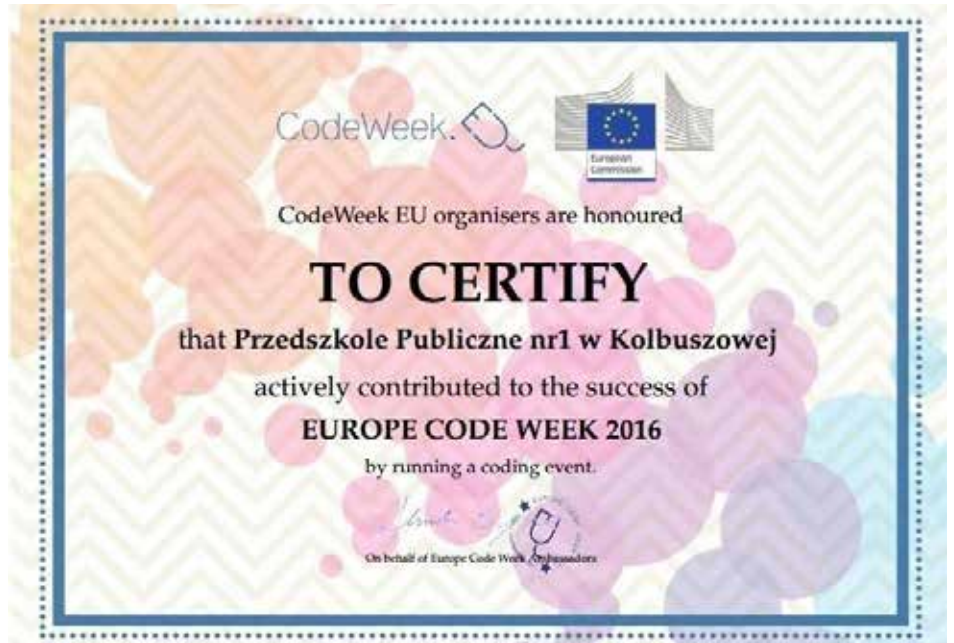 CodeWeek.EU
European
Commission
CodeWeek EU organisers are honoured
TO CERTIFY
that Przedszkole Publiczne nr1 w Kolbuszowej
actively contributed to the success of
EUROPE CODE WEEK 2016
by running a coding event.
On behalf of Europe Code Week Ambassadors